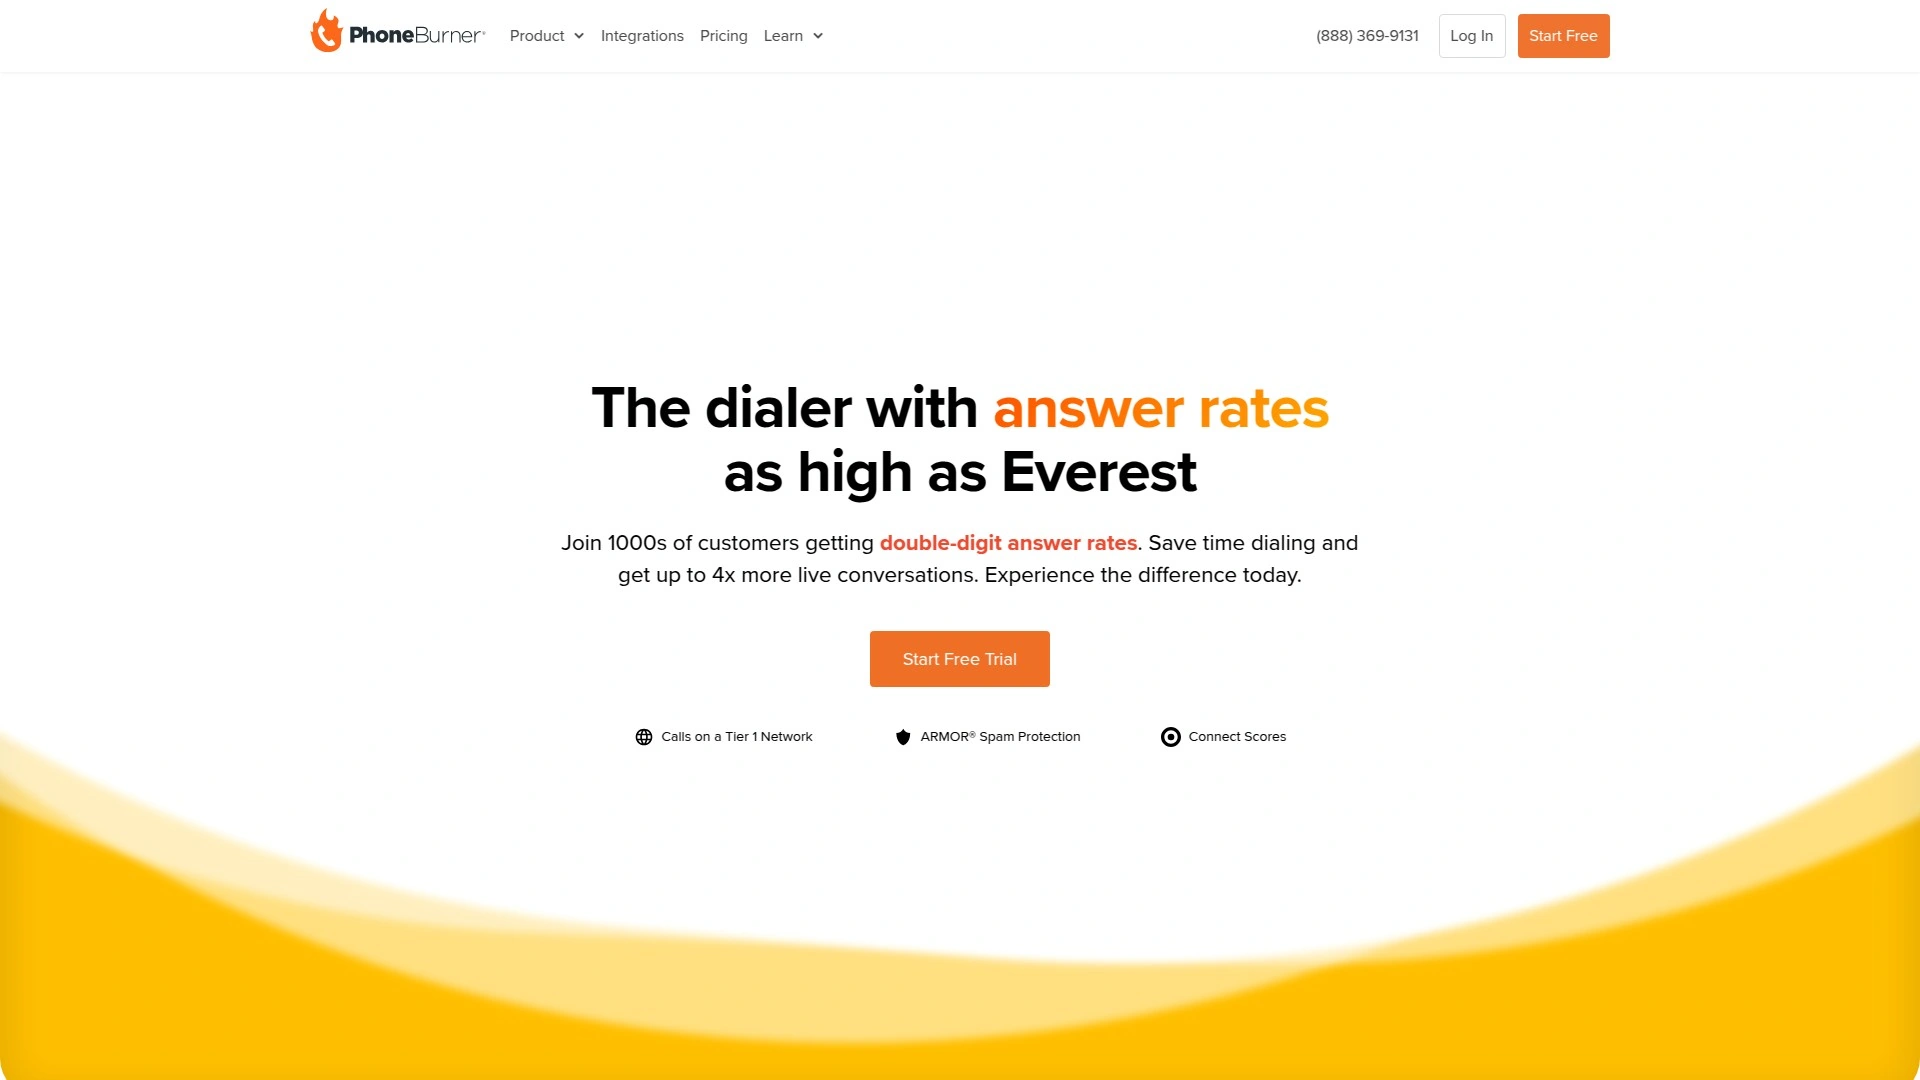 PhoneBurner
Product
Integrations
Pricing
Learn
(888) 369-9131
Log In
Start Free
The dialer with answer rates
as high as Everest
Join 1000s of customers getting double-digit answer rates. Save time dialing and
get up to 4x more live conversations. Experience the difference today.
Start Free Trial
Calls on a Tier 1 Network
ARMOR® Spam Protection
Connect Scores